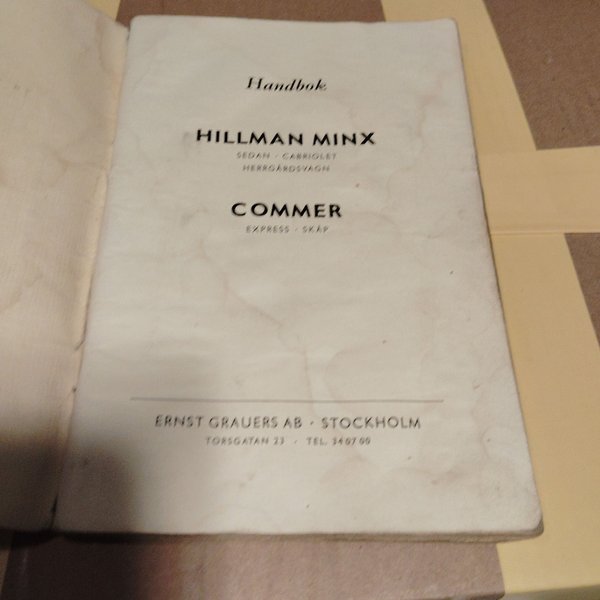 Handbok
HILLMAN MINX
SEDAN · CABRIOLET
HERRGÅRDSVAGN
COMMER
EXPRESS · SKÅP
ERNST GRAUERS AB · STOCKHOLM
TORSGATAN 23 · TEL. 34 07 00